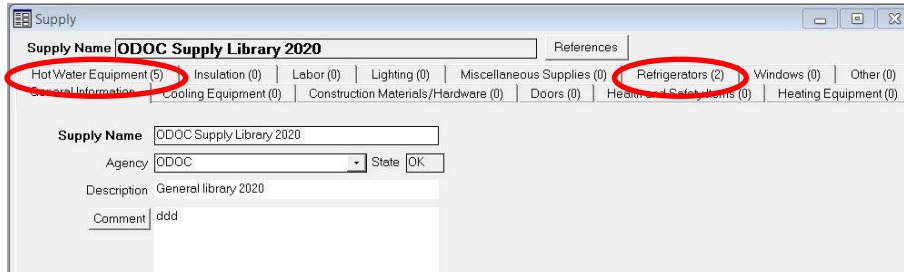 Supply
Supply Name ODOC Supply Library 2020 References
Hot Water Equipment (5) Insulation (0) Labor (0) Lighting (0) Miscellaneous Supplies (0) Refrigerators (2) Windows (0) Other (0)
General Information Cooling Equipment (0) Construction Materials/Hardware (0) Doors (0) Health and Safety Items (0) Heating Equipment (0)
Supply Name ODOC Supply Library 2020
Agency ODOC State OK
Description General library 2020
Comment ddd